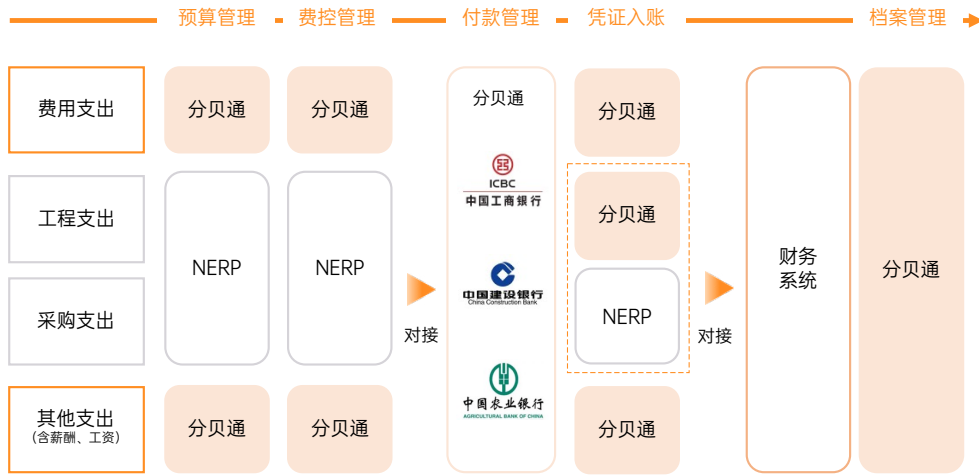 预算管理
费控管理
付款管理
凭证入账
档案管理
费用支出
分贝通
分贝通
分贝通
分贝通
ICBC
中国工商银行
工程支出
采购支出
NERP
NERP
对接
中国建设银行
China Construction Bank
分贝通
NERP
对接
财务
系统
分贝通
其他支出
(含薪酬、工资)
分贝通
分贝通
中国农业银行
AGRICULTURAL BANK OF CHINA
分贝通